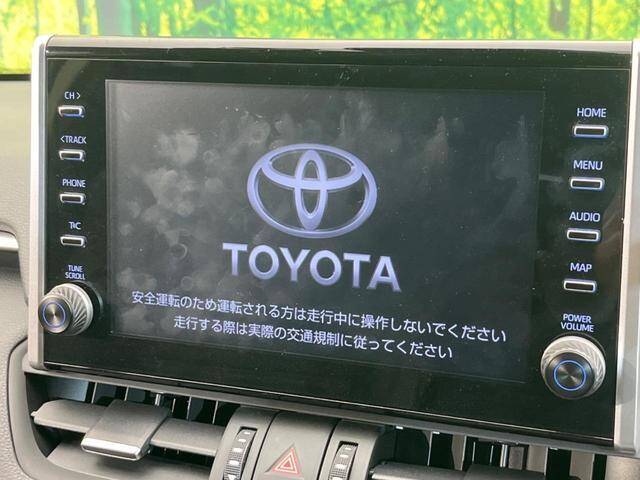 CH >
< TRACK
PHONE
T&C
TUNE
SCROLL
HOME
MENU
AUDIO
MAP
POWER
VOLUME
TOYOTA
安全運転のため運転される方は走行中に操作しないでください
走行する際は実際の交通規制に従ってください